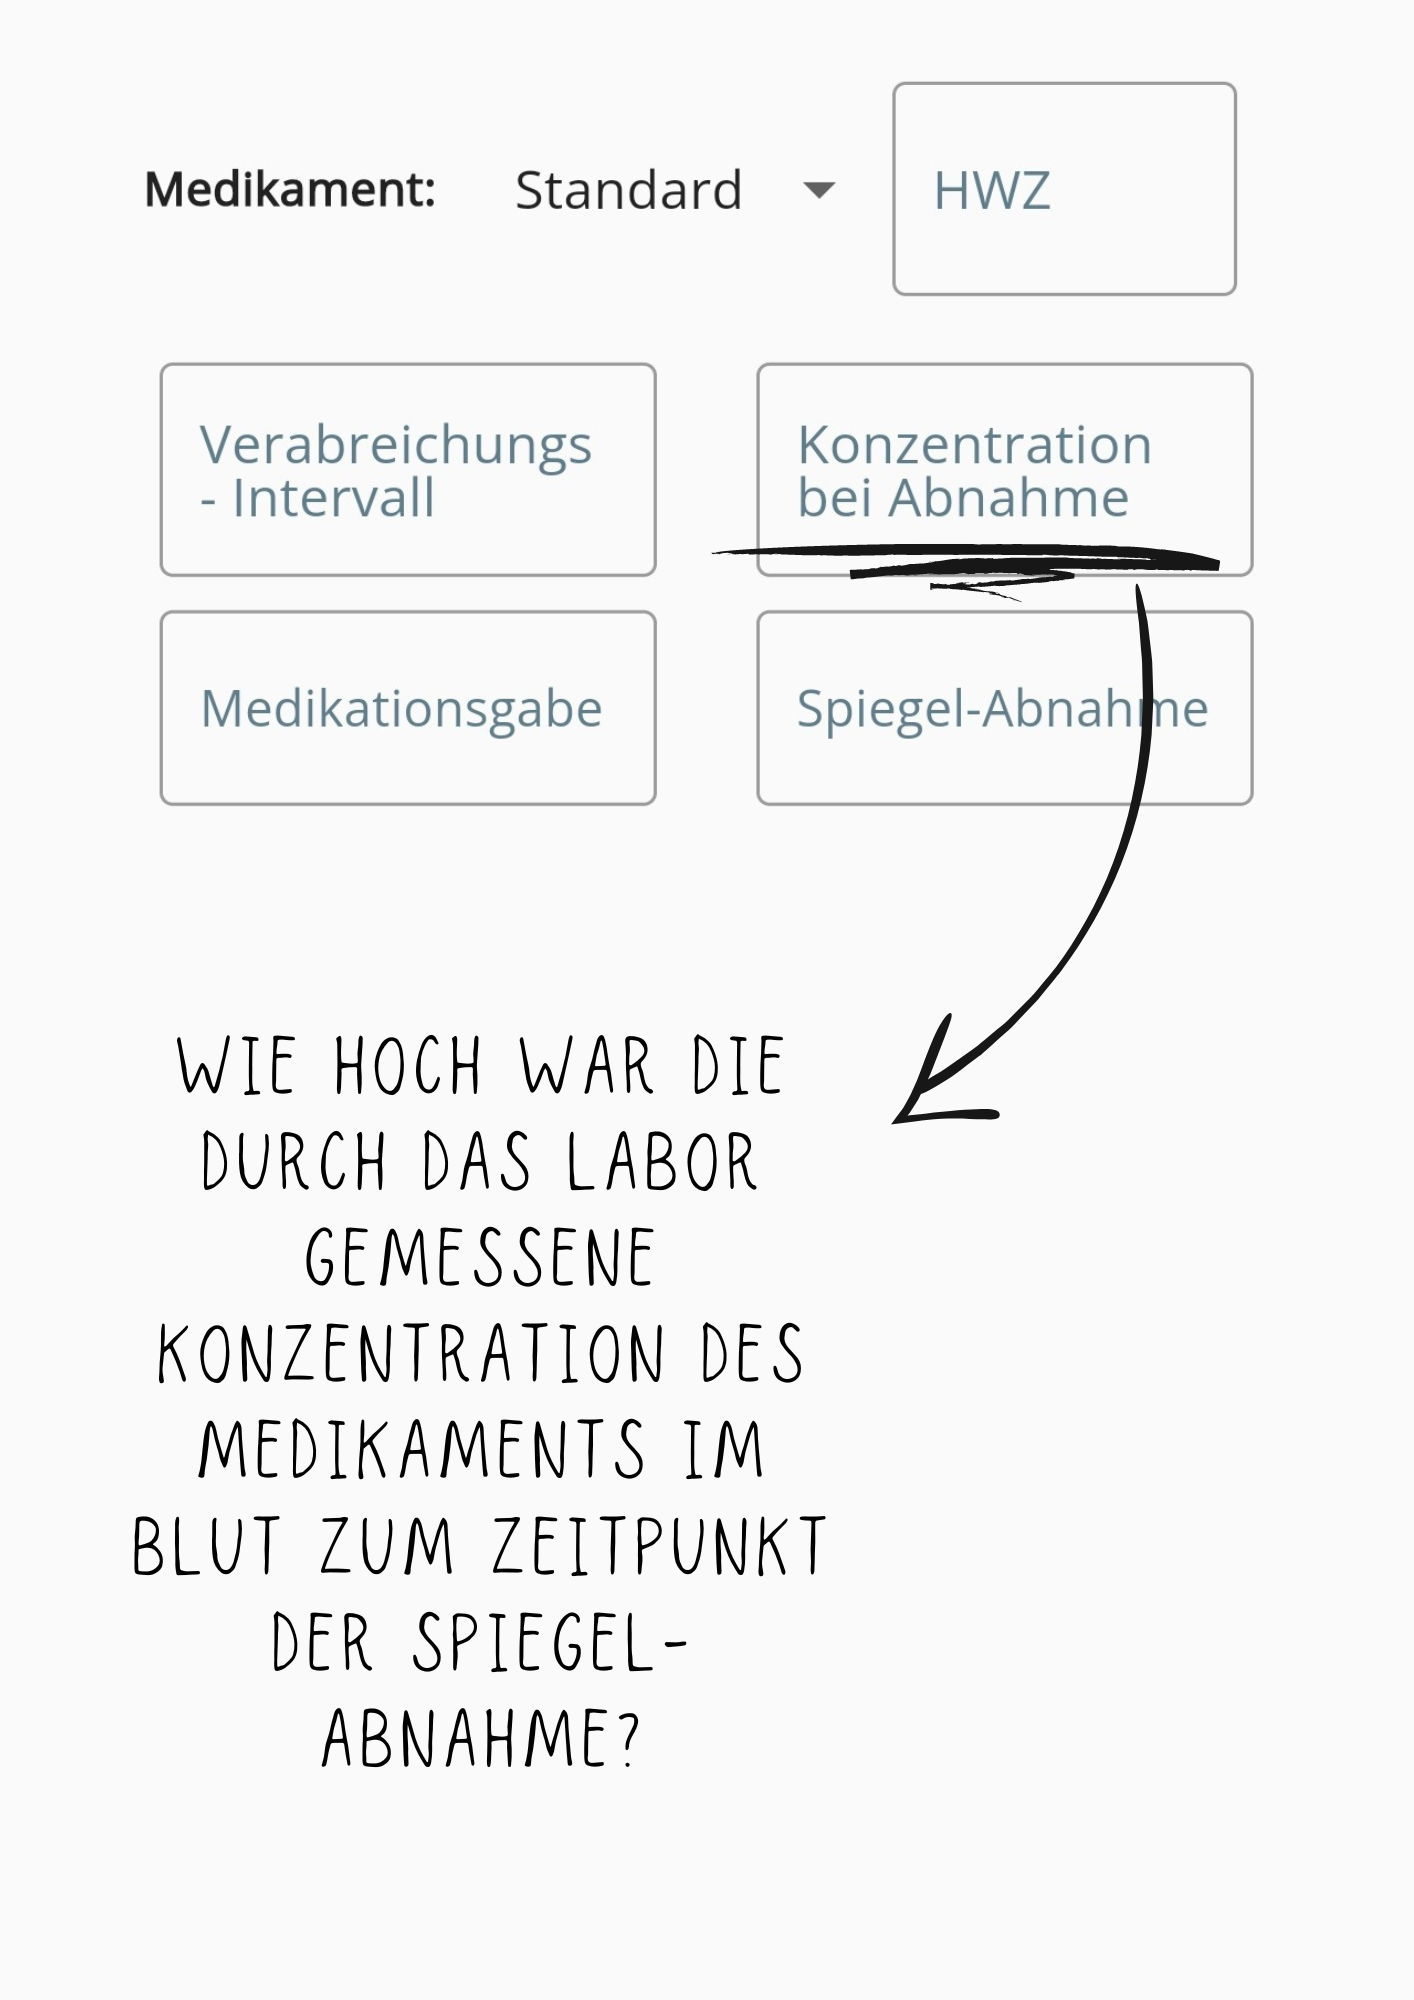 Medikament: Standard HWZ
Verabreichungs
- Intervall
Konzentration
bei Abnahme
Medikationsgabe
Spiegel-Abnahme
WIE HOCH WAR DIE
DURCH DAS LABOR
GEMESSENE
KONZENTRATION DES
MEDIKAMENTS IM
BLUT ZUM ZEITPUNKT
DER SPIEGEL-
ABNAHME?